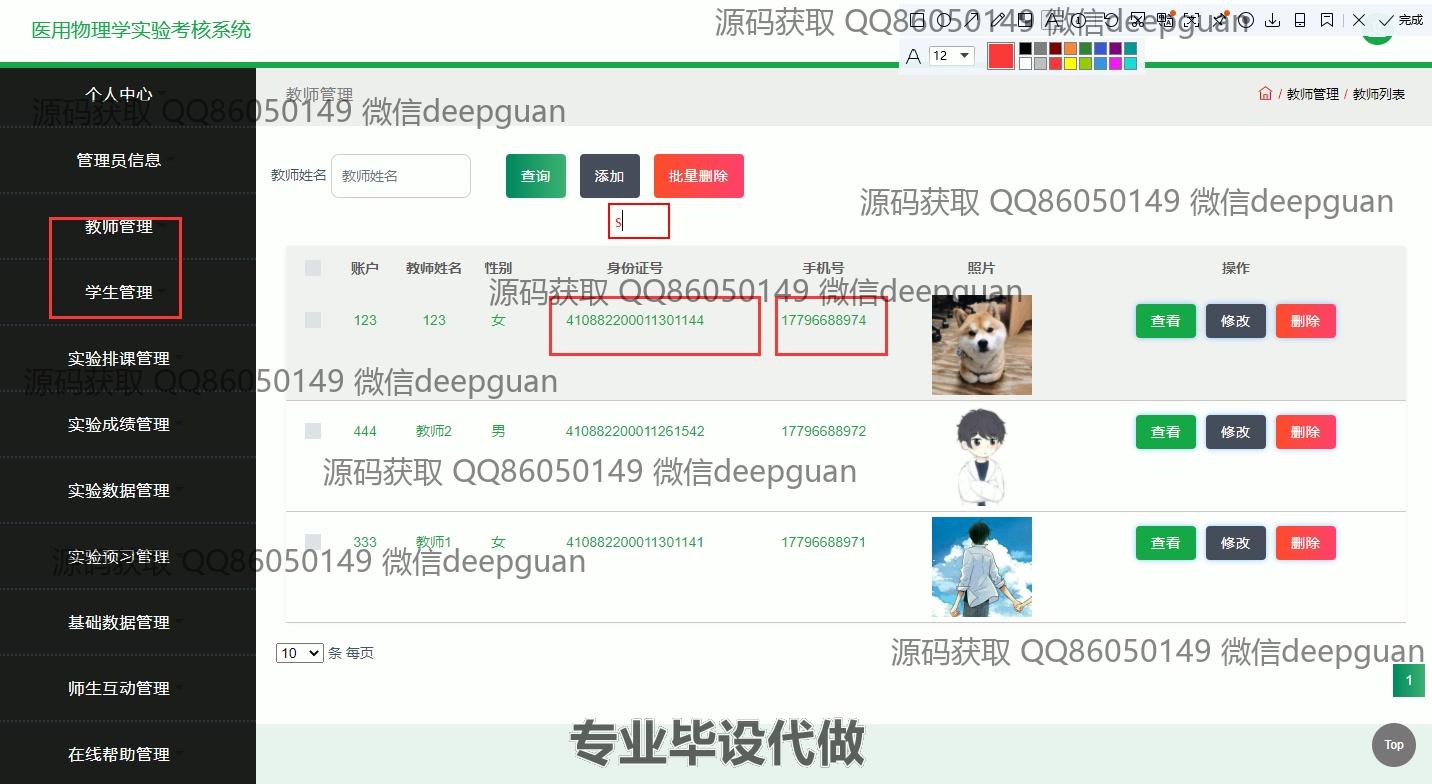 医用物理学实验考核系统
源码获取 QQ86050149 微信deepguan
完成
A 12
个人中心
教师管理
/ 教师管理 / 教师列表
源码获取 QQ86050149 微信deepguan
管理员信息
教师姓名 教师姓名 查询 添加 批量删除
源码获取 QQ86050149 微信deepguan
教师管理
s
账户 教师姓名 性别 身份证号 手机号 照片 操作
学生管理
源码获取 QQ86050149 微信deepguan
123 123 女 410882200011301144 17796688974 查看 修改 删除
实验排课管理
源码获取 QQ86050149 微信deepguan
实验成绩管理
444 教师2 男 410882200011261542 17796688972 查看 修改 删除
源码获取 QQ86050149 微信deepguan
实验数据管理
333 教师1 女 410882200011301141 17796688971 查看 修改 删除
实验预习管理
源码获取 QQ86050149 微信deepguan
基础数据管理
10 条 每页
源码获取 QQ86050149 微信deepguan
1
师生互动管理
在线帮助管理
专业毕设代做
Top